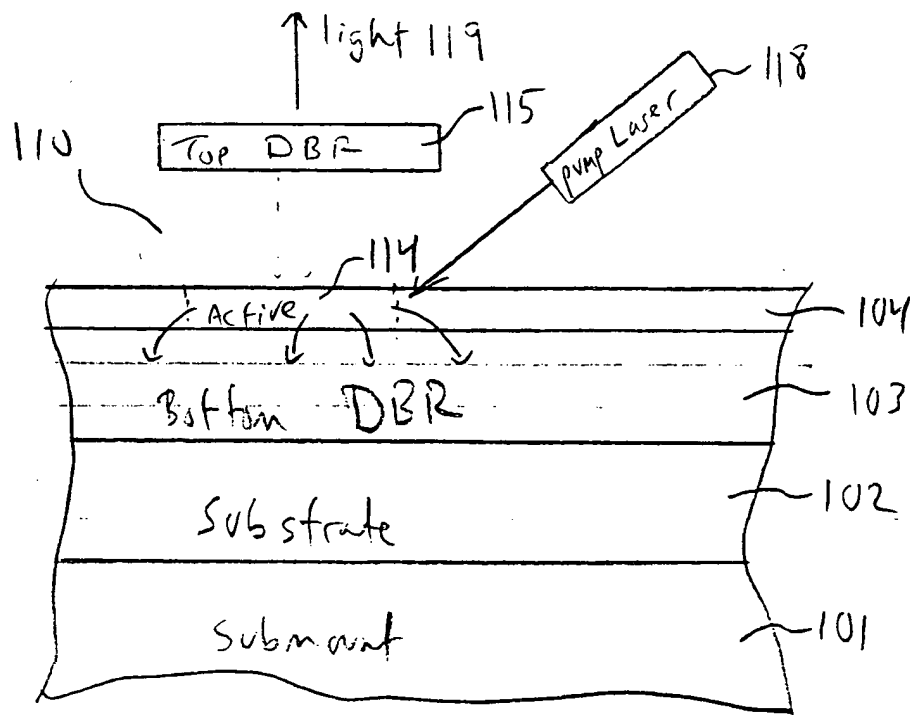 light 119
118
115
110
Top DBR
pump Laser
114
Active
104
Bottom DBR
103
102
Substrate
Submount
101